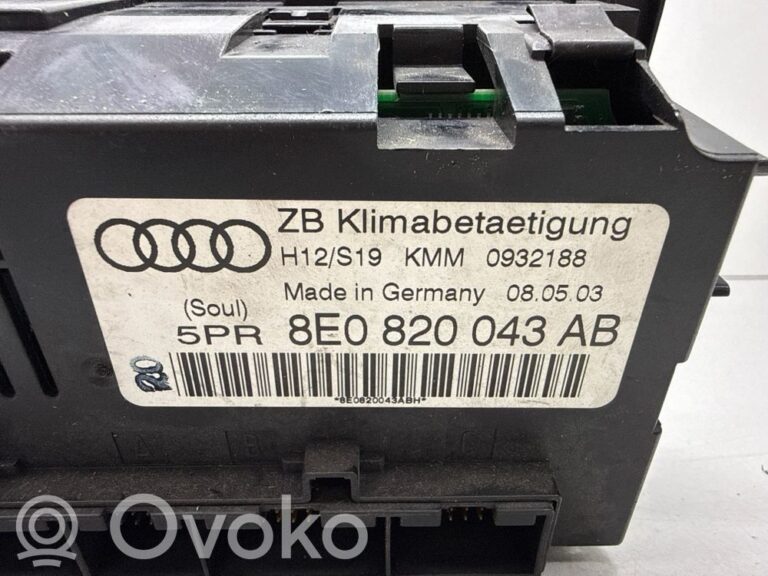 ZB Klimabetaetigung
H12/S19 KMM 0932188
Made in Germany 08.05.03
(Soul)
5PR 8E0 820 043 AB
*8E0820043ABH*
A B C
Ovoko